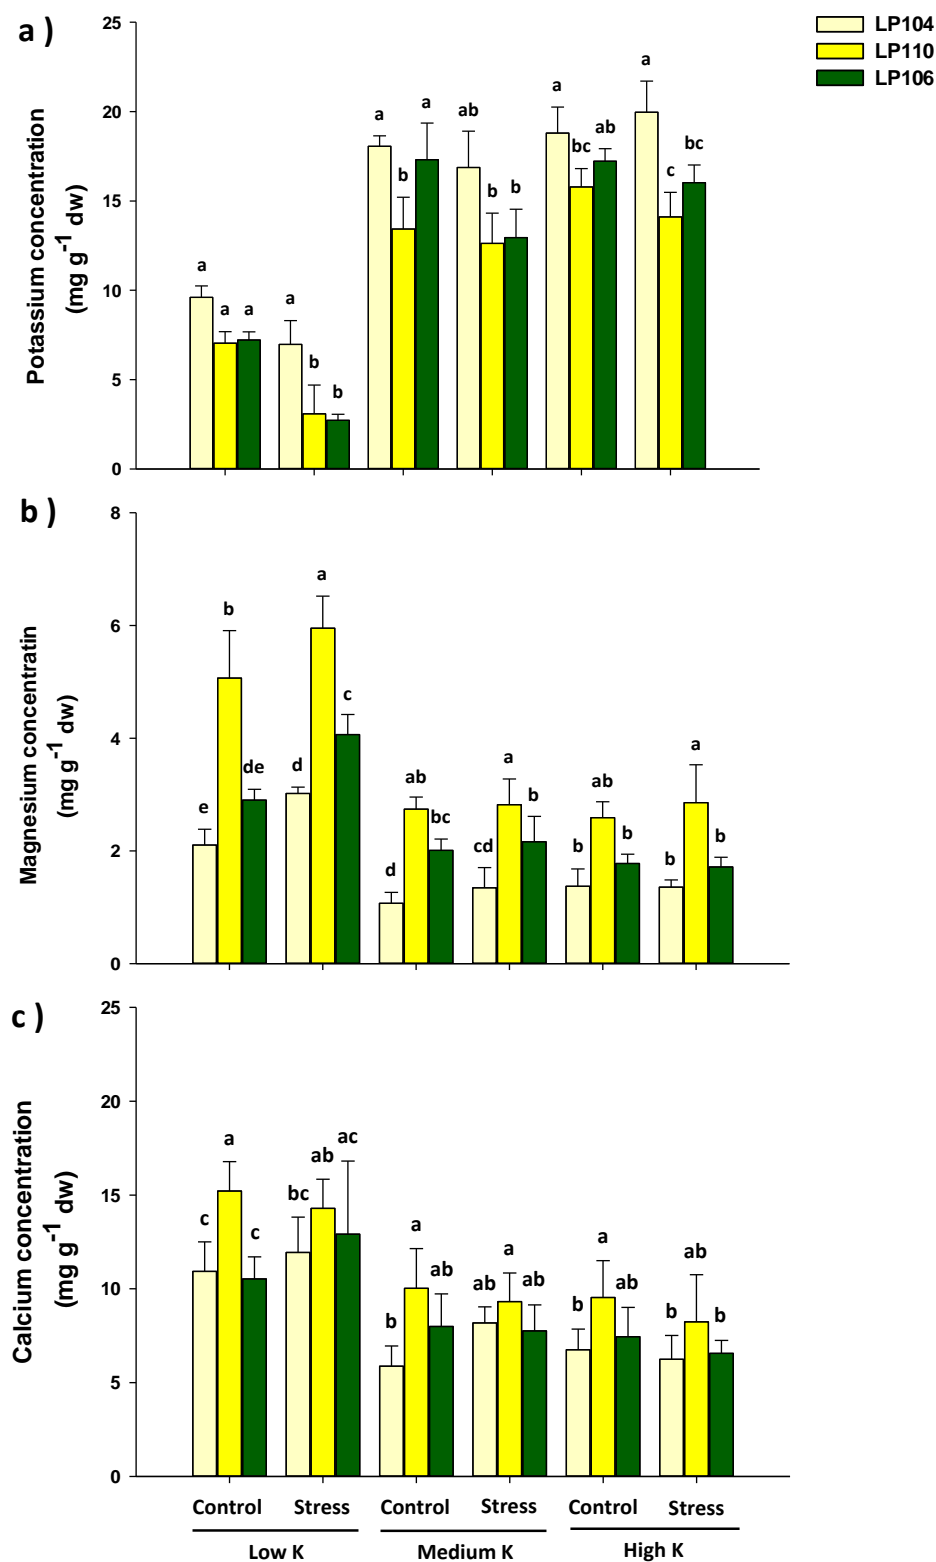 a )
LP104
LP110
LP106
Potassium concentration
(mg g-1 dw)
25
20
15
10
5
0
a a a a b b a b a ab b b a bc ab a c bc
b )
Magnesium concentratin
(mg g-1 dw)
8
6
4
2
0
e b de d a c d ab bc cd a b b ab b b a b
c )
Calcium concentration
(mg g-1 dw)
25
20
15
10
5
0
c a c bc ab ac b a ab ab a ab b a ab b ab b
Control Stress Control Stress Control Stress
Low K Medium K High K